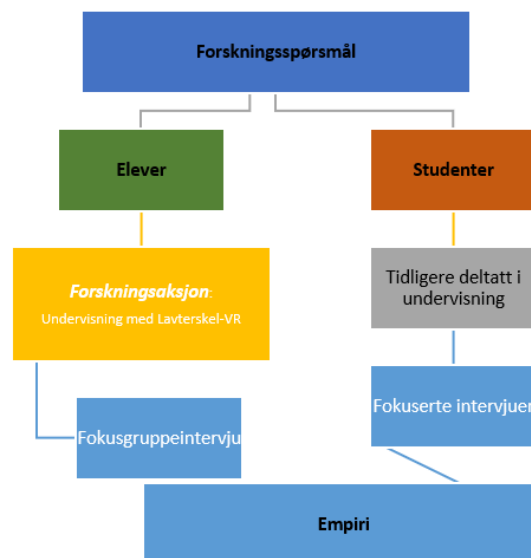 Forskningsspørsmål
Elever
Studenter
Forskningsaksjon:
Undervisning med Lavterskel-VR
Tidligere deltatt i
undervisning
Fokusgruppeintervju
Fokuserte intervjuer
Empiri